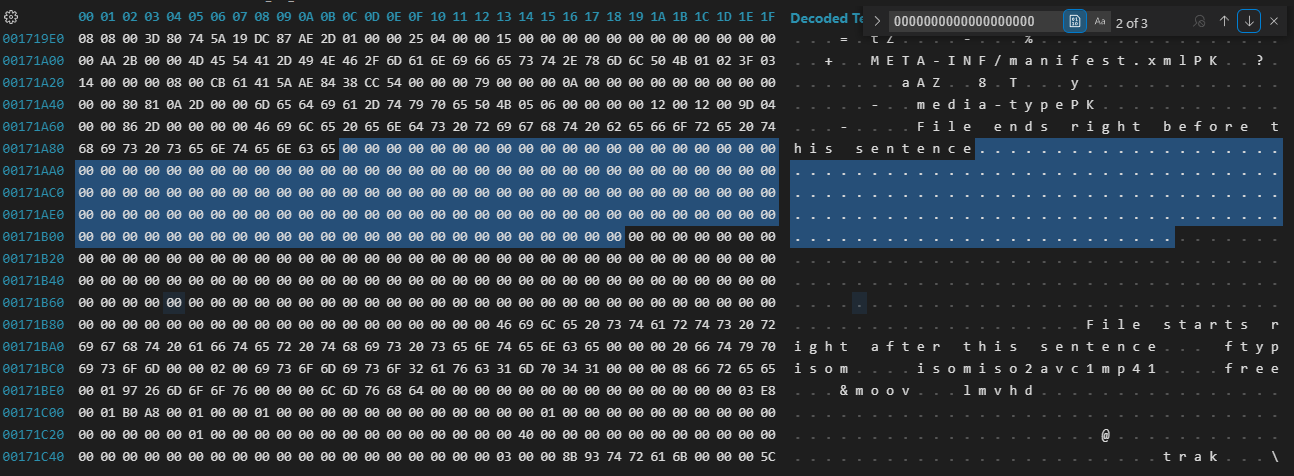 00 01 02 03 04 05 06 07 08 09 0A 0B 0C 0D 0E 0F 10 11 12 13 14 15 16 17 18 19 1A 1B 1C 1D 1E 1F Decoded Te 00000000000000000000 Aa 2 of 3
001719E0 08 08 00 3D 80 74 5A 19 DC 87 AE 2D 01 00 00 25 04 00 00 15 00 00 00 00 00 00 00 00 00 00 00 00 . . . = . t Z . . . . - . . . % . . . . . . . . . . . . . . . .
00171A00 00 AA 2B 00 00 4D 45 54 41 2D 49 4E 46 2F 6D 61 6E 69 66 65 73 74 2E 78 6D 6C 50 4B 01 02 3F 03 . . + . . M E T A - I N F / m a n i f e s t . x m l P K . . ? .
00171A20 14 00 00 00 08 00 CB 61 41 5A AE 84 38 CC 54 00 00 00 79 00 00 00 0A 00 00 00 00 00 00 00 00 00 . . . . . . . a A Z . . 8 . T . . . y . . . . . . . . . . . . .
00171A40 00 00 80 81 0A 2D 00 00 6D 65 64 69 61 2D 74 79 70 65 50 4B 05 06 00 00 00 00 12 00 12 00 9D 04 . . . . . - . . m e d i a - t y p e P K . . . . . . . . . . . .
00171A60 00 00 86 2D 00 00 00 00 46 69 6C 65 20 65 6E 64 73 20 72 69 67 68 74 20 62 65 66 6F 72 65 20 74 . . . - . . . . F i l e   e n d s   r i g h t   b e f o r e   t
00171A80 68 69 73 20 73 65 6E 74 65 6E 63 65 00 00 00 00 00 00 00 00 00 00 00 00 00 00 00 00 00 00 00 00 h i s   s e n t e n c e . . . . . . . . . . . . . . . . . . . .
00171AA0 00 00 00 00 00 00 00 00 00 00 00 00 00 00 00 00 00 00 00 00 00 00 00 00 00 00 00 00 00 00 00 00 . . . . . . . . . . . . . . . . . . . . . . . . . . . . . . . .
00171AC0 00 00 00 00 00 00 00 00 00 00 00 00 00 00 00 00 00 00 00 00 00 00 00 00 00 00 00 00 00 00 00 00 . . . . . . . . . . . . . . . . . . . . . . . . . . . . . . . .
00171AE0 00 00 00 00 00 00 00 00 00 00 00 00 00 00 00 00 00 00 00 00 00 00 00 00 00 00 00 00 00 00 00 00 . . . . . . . . . . . . . . . . . . . . . . . . . . . . . . . .
00171B00 00 00 00 00 00 00 00 00 00 00 00 00 00 00 00 00 00 00 00 00 00 00 00 00 00 00 00 00 00 00 00 00 . . . . . . . . . . . . . . . . . . . . . . . . . . . . . . . .
00171B20 00 00 00 00 00 00 00 00 00 00 00 00 00 00 00 00 00 00 00 00 00 00 00 00 00 00 00 00 00 00 00 00 . . . . . . . . . . . . . . . . . . . . . . . . . . . . . . . .
00171B40 00 00 00 00 00 00 00 00 00 00 00 00 00 00 00 00 00 00 00 00 00 00 00 00 00 00 00 00 00 00 00 00 . . . . . . . . . . . . . . . . . . . . . . . . . . . . . . . .
00171B60 00 00 00 00 00 00 00 00 00 00 00 00 00 00 00 00 00 00 00 00 00 00 00 00 00 00 00 00 00 00 00 00 . . . . . . . . . . . . . . . . . . . . . . . . . . . . . . . .
00171B80 00 00 00 00 00 00 00 00 00 00 00 00 00 00 00 00 00 00 00 46 69 6C 65 20 73 74 61 72 74 73 20 72 . . . . . . . . . . . . . . . . . . . F i l e   s t a r t s   r
00171BA0 69 67 68 74 20 61 66 74 65 72 20 74 68 69 73 20 73 65 6E 74 65 6E 63 65 00 00 00 20 66 74 79 70 i g h t   a f t e r   t h i s   s e n t e n c e . . .   f t y p
00171BC0 69 73 6F 6D 00 00 02 00 69 73 6F 6D 69 73 6F 32 61 76 63 31 6D 70 34 31 00 00 00 08 66 72 65 65 i s o m . . . . i s o m i s o 2 a v c 1 m p 4 1 . . . . f r e e
00171BE0 00 01 97 26 6D 6F 6F 76 00 00 00 6C 6D 76 68 64 00 00 00 00 00 00 00 00 00 00 00 00 00 00 03 E8 . . . & m o o v . . . l m v h d . . . . . . . . . . . . . . . .
00171C00 00 01 B0 A8 00 01 00 00 01 00 00 00 00 00 00 00 00 00 00 00 00 01 00 00 00 00 00 00 00 00 00 00 . . . . . . . . . . . . . . . . . . . . . . . . . . . . . . . .
00171C20 00 00 00 00 00 01 00 00 00 00 00 00 00 00 00 00 00 00 00 00 40 00 00 00 00 00 00 00 00 00 00 00 . . . . . . . . . . . . . . . . . . . . @ . . . . . . . . . . .
00171C40 00 00 00 00 00 00 00 00 00 00 00 00 00 00 00 00 00 00 00 03 00 00 8B 93 74 72 61 6B 00 00 00 5C . . . . . . . . . . . . . . . . . . . . . . . . t r a k . . . \